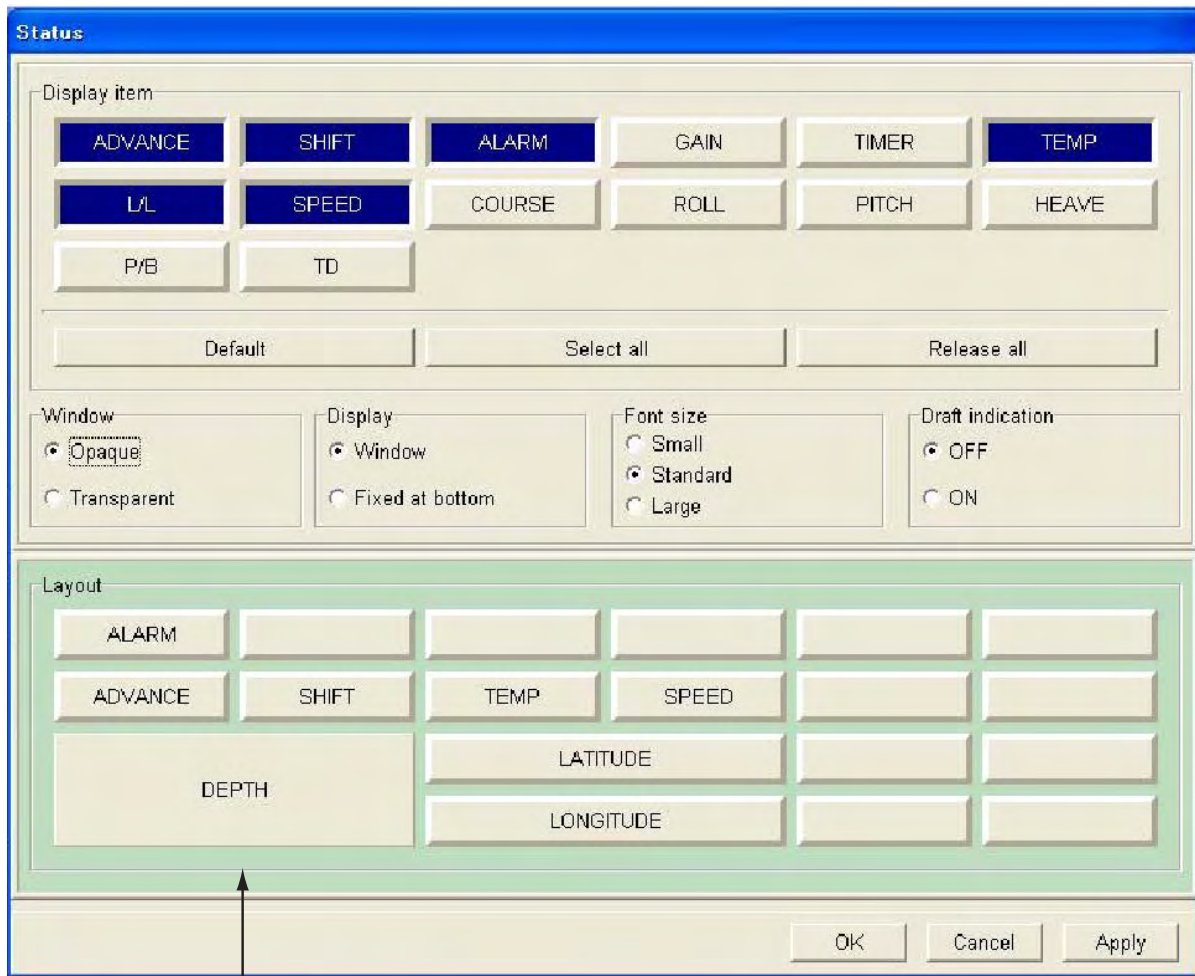 Status
Display item
ADVANCE SHIFT ALARM GAIN TIMER TEMP
L/L SPEED COURSE ROLL PITCH HEAVE
P/B TD
Default Select all Release all
Window Display Font size Draft indication
Opaque Window Small OFF
Standard
Transparent Fixed at bottom Large ON
Layout
ALARM
ADVANCE SHIFT TEMP SPEED
DEPTH LATITUDE
LONGITUDE
OK Cancel Apply